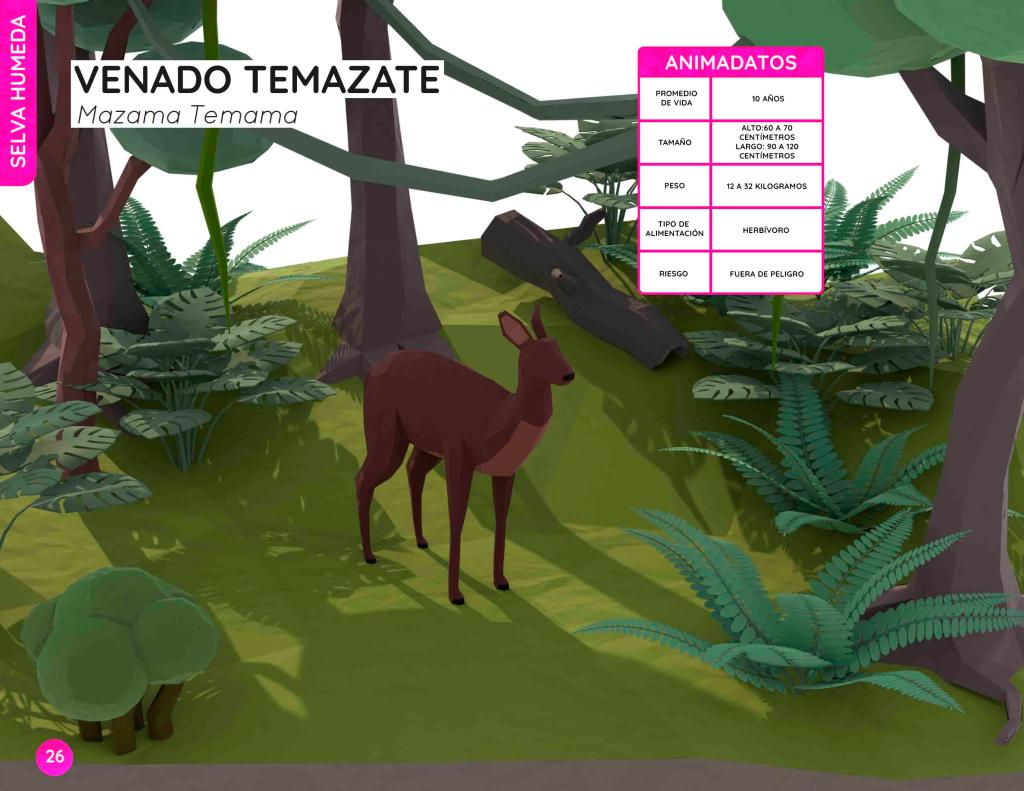 SELVA HUMEDA
VENADO TEMAZATE
Mazama Temama
ANIMADATOS
PROMEDIO
DE VIDA
10 AÑOS
TAMAÑO
ALTO:60 A 70
CENTÍMETROS
LARGO: 90 A 120
CENTÍMETROS
PESO
12 A 32 KILOGRAMOS
TIPO DE
ALIMENTACIÓN
HERBÍVORO
RIESGO
FUERA DE PELIGRO
26